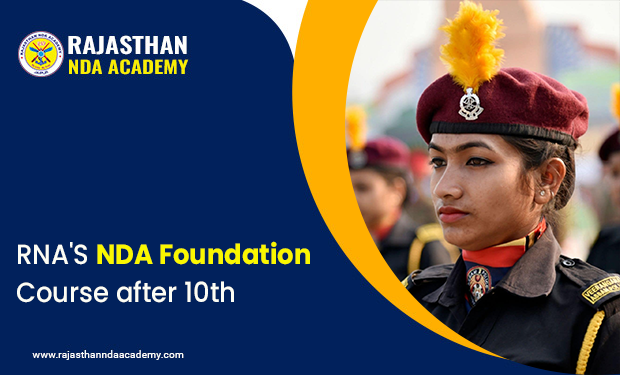 RAJASTHAN
NDA ACADEMY
RNA'S NDA Foundation
Course after 10th
www.rajasthanndaacademy.com